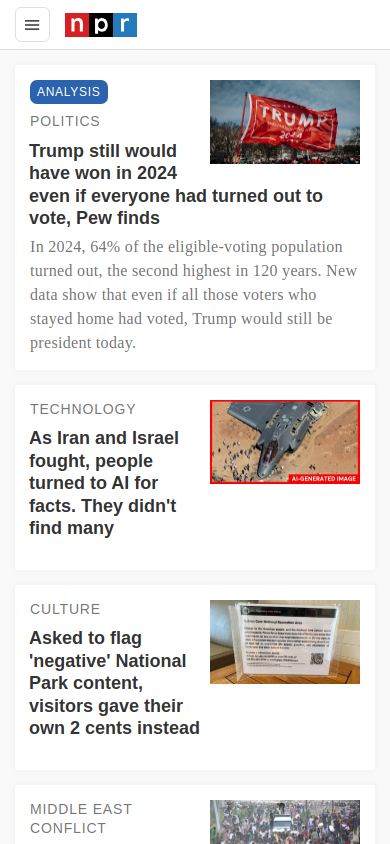 npr
ANALYSIS
POLITICS
Trump still would
have won in 2024
even if everyone had turned out to
vote, Pew finds
In 2024, 64% of the eligible-voting population
turned out, the second highest in 120 years. New
data show that even if all those voters who
stayed home had voted, Trump would still be
president today.
TRUMP
2024
TECHNOLOGY
As Iran and Israel
fought, people
turned to AI for
facts. They didn't
find many
AI-GENERATED IMAGE
CULTURE
Asked to flag
'negative' National
Park content,
visitors gave their
own 2 cents instead
MIDDLE EAST
CONFLICT